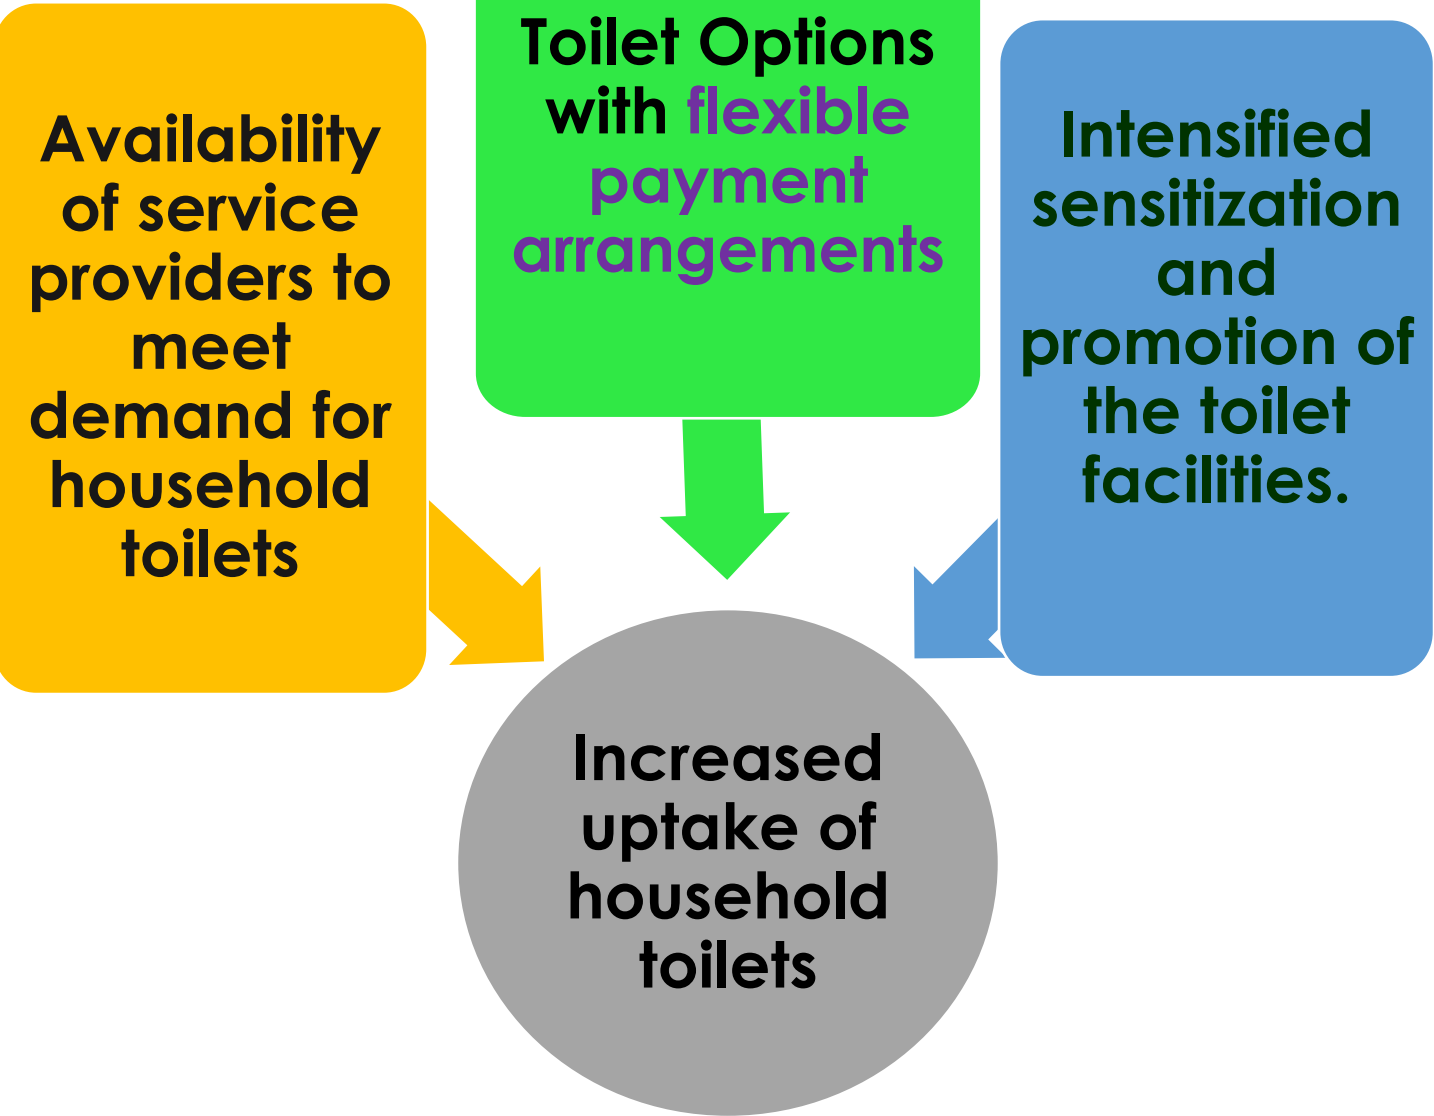 Availability
of service
providers to
meet
demand for
household
toilets
Toilet Options
with flexible
payment
arrangements
Intensified
sensitization
and
promotion of
the toilet
facilities.
Increased
uptake of
household
toilets